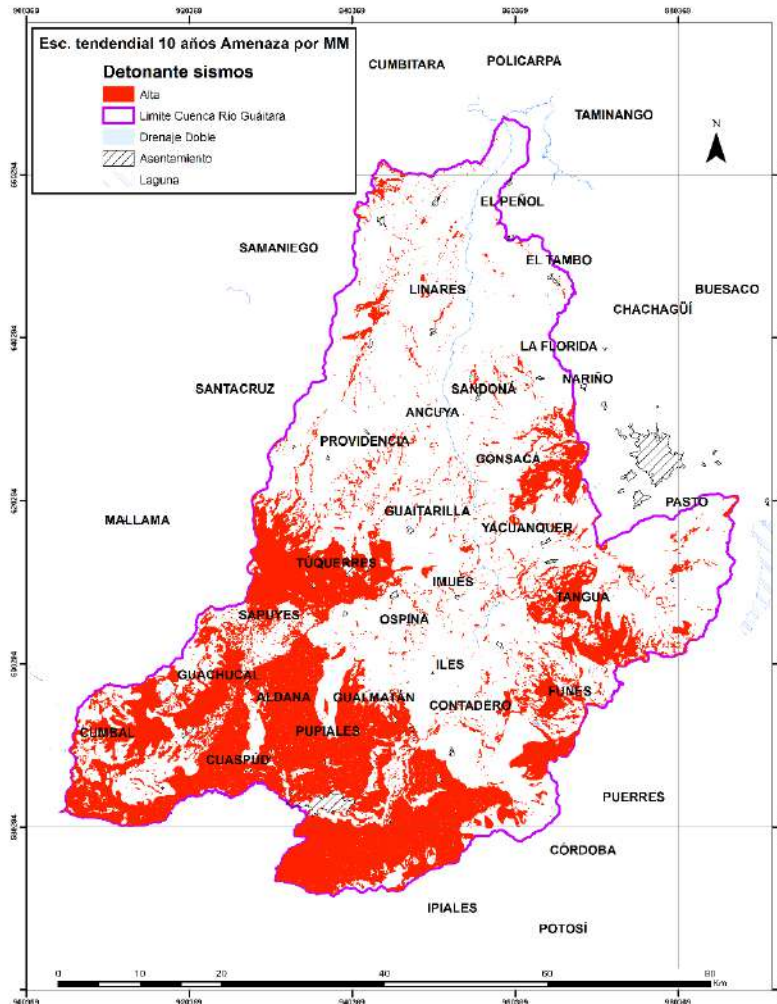 Esc. tendendial 10 años Amenaza por MM
Detonante sismos
Alta
Limite Cuenca Río Guáitara
Drenaje Doble
Asentamiento
Laguna
CUMBITARA
POLICARPA
TAMINANGO
N
EL PEÑOL
SAMANIEGO
EL TAMBO
LINARES
BUESACO
CHACHAGÜÍ
LA FLORIDA
NARIÑO
SANTACRUZ
SANDONÁ
ANCUYA
PROVIDENCIA
CONSACA
PASTO
GUAITARILLA
MALLAMA
YACUANQUER
TÚQUERRES
IMUES
TANGUA
SAPUYES
OSPINA
ILES
GUACHUCAL
ALDANA
GUALMATÁN
FUNES
CONTADERO
CUMBAL
PUPIALES
CUASPÚD
PUERRES
CÓRDOBA
IPIALES
POTOSÍ
0 10 20 40 60 80
Km